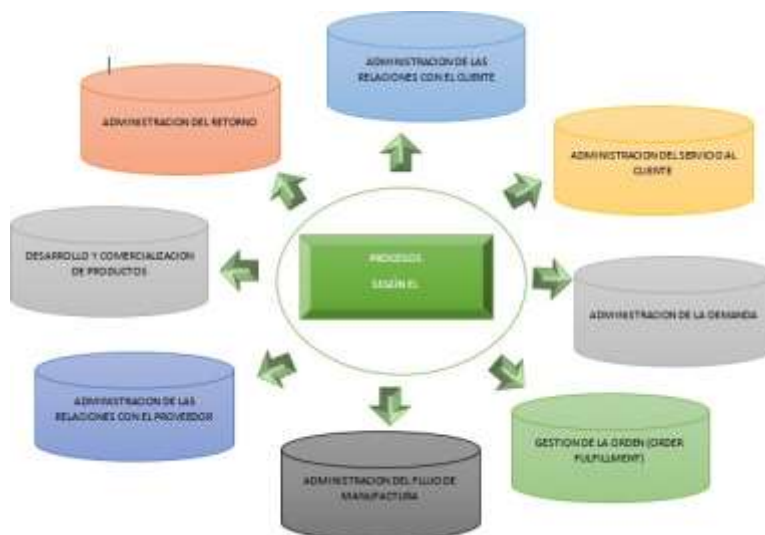 ADMINISTRACION DE LAS
RELACIONES CON EL CLIENTE
ADMINISTRACION DEL RETORNO
ADMINISTRACION DEL SERVICIO AL
CLIENTE
DESARROLLO Y COMERCIALIZACION
DE PRODUCTOS
PROCESOS
SEGÚN EL
ADMINISTRACION DE LA DEMANDA
ADMINISTRACION DE LAS
RELACIONES CON EL PROVEEDOR
GESTION DE LA ORDEN (ORDER
FULFILLMENT)
ADMINISTRACION DEL FLUJO DE
MANUFACTURA